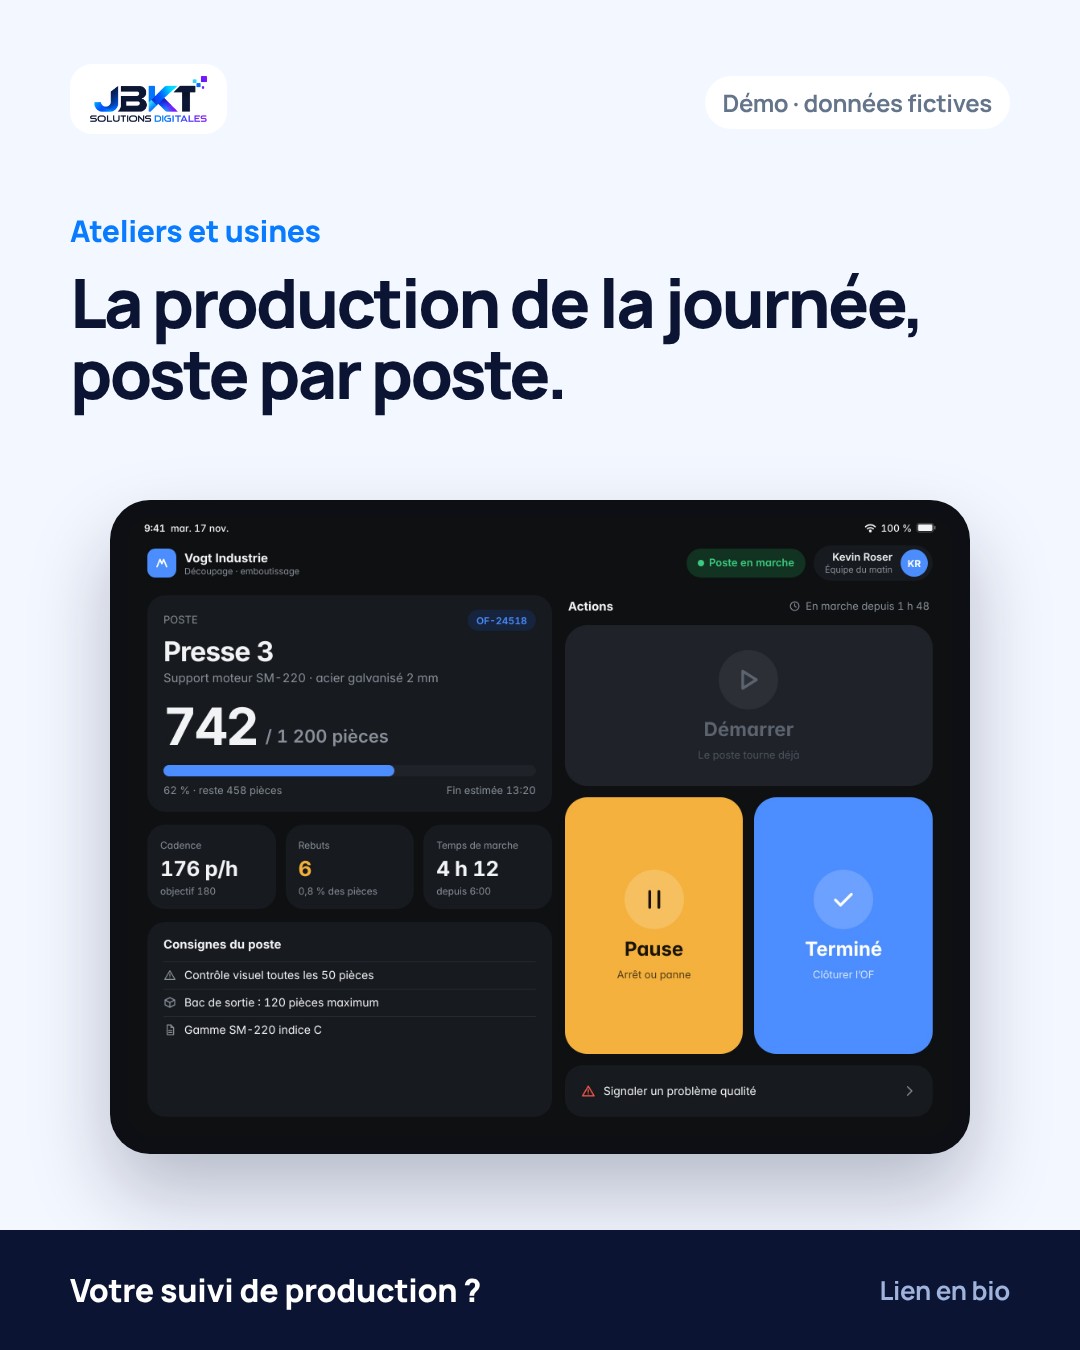 JBKT
SOLUTIONS DIGITALES
Démo · données fictives
Ateliers et usines
La production de la journée,
poste par poste.
9:41 mar. 17 nov.
100 %
Vogt Industrie
Découpage · emboutissage
Poste en marche
Kevin Roser
Équipe du matin
KR
POSTE
OF-24518
Presse 3
Support moteur SM-220 · acier galvanisé 2 mm
742 / 1 200 pièces
62 % · reste 458 pièces
Fin estimée 13:20
Cadence
176 p/h
objectif 180
Rebuts
6
0,8 % des pièces
Temps de marche
4 h 12
depuis 6:00
Consignes du poste
Contrôle visuel toutes les 50 pièces
Bac de sortie : 120 pièces maximum
Gamme SM-220 indice C
Actions
En marche depuis 1 h 48
Démarrer
Le poste tourne déjà
Pause
Arrêt ou panne
Terminé
Clôturer l'OF
Signaler un problème qualité
Votre suivi de production ?
Lien en bio